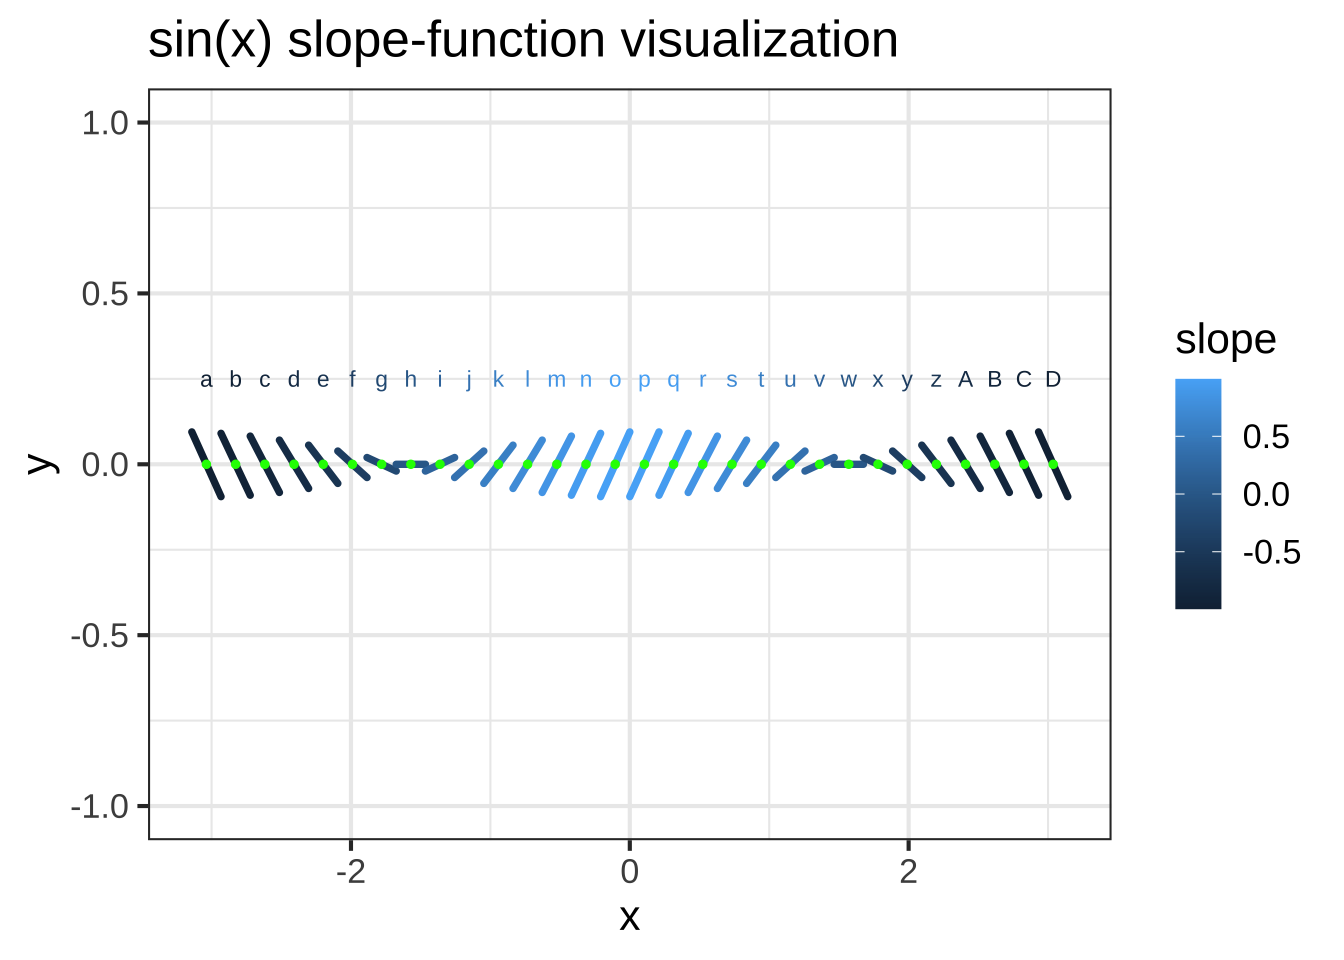 sin(x) slope-function visualization
1.0
0.5
0.0
-0.5
-1.0
y
a b c d e f g h i j k l m n o p q r s t u v w x y z A B C D
-2 0 2
x
slope
0.5
0.0
-0.5